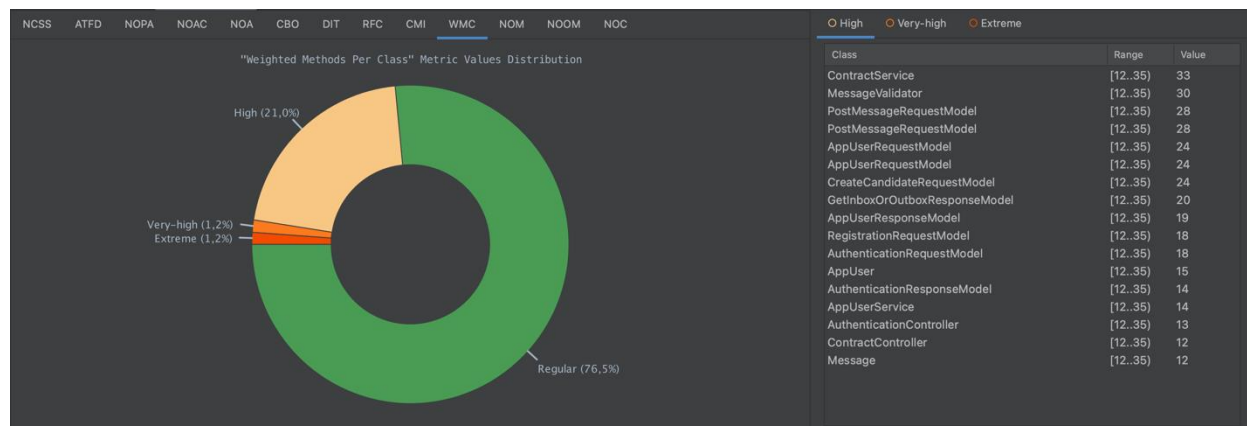 NCSS ATFD NOPA NOAC NOA CBO DIT RFC CMI WMC NOM NOOM NOC
"Weighted Methods Per Class" Metric Values Distribution
High (21,0%)
Very-high (1,2%)
Extreme (1,2%)
Regular (76,5%)
High Very-high Extreme
Class Range Value
ContractService [12..35) 33
MessageValidator [12..35) 30
PostMessageRequestModel [12..35) 28
PostMessageRequestModel [12..35) 28
AppUserRequestModel [12..35) 24
AppUserRequestModel [12..35) 24
CreateCandidateRequestModel [12..35) 24
GetInboxOrOutboxResponseModel [12..35) 20
AppUserResponseModel [12..35) 19
RegistrationRequestModel [12..35) 18
AuthenticationRequestModel [12..35) 18
AppUser [12..35) 15
AuthenticationResponseModel [12..35) 14
AppUserService [12..35) 14
AuthenticationController [12..35) 13
ContractController [12..35) 12
Message [12..35) 12